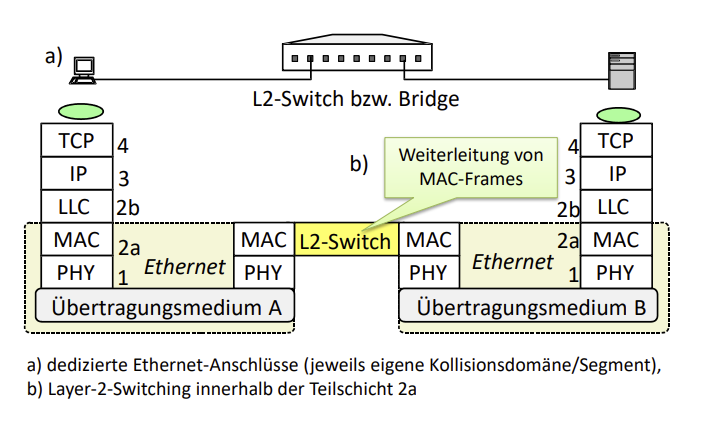 a)
L2-Switch bzw. Bridge
b)
Weiterleitung von
MAC-Frames
TCP 4
IP 3
LLC 2b
MAC 2a
PHY 1
Ethernet
MAC
PHY
L2-Switch
MAC
PHY
Ethernet
4 TCP
3 IP
2b LLC
2a MAC
1 PHY
Übertragungsmedium A
Übertragungsmedium B
a) dedizierte Ethernet-Anschlüsse (jeweils eigene Kollisionsdomäne/Segment),
b) Layer-2-Switching innerhalb der Teilschicht 2a